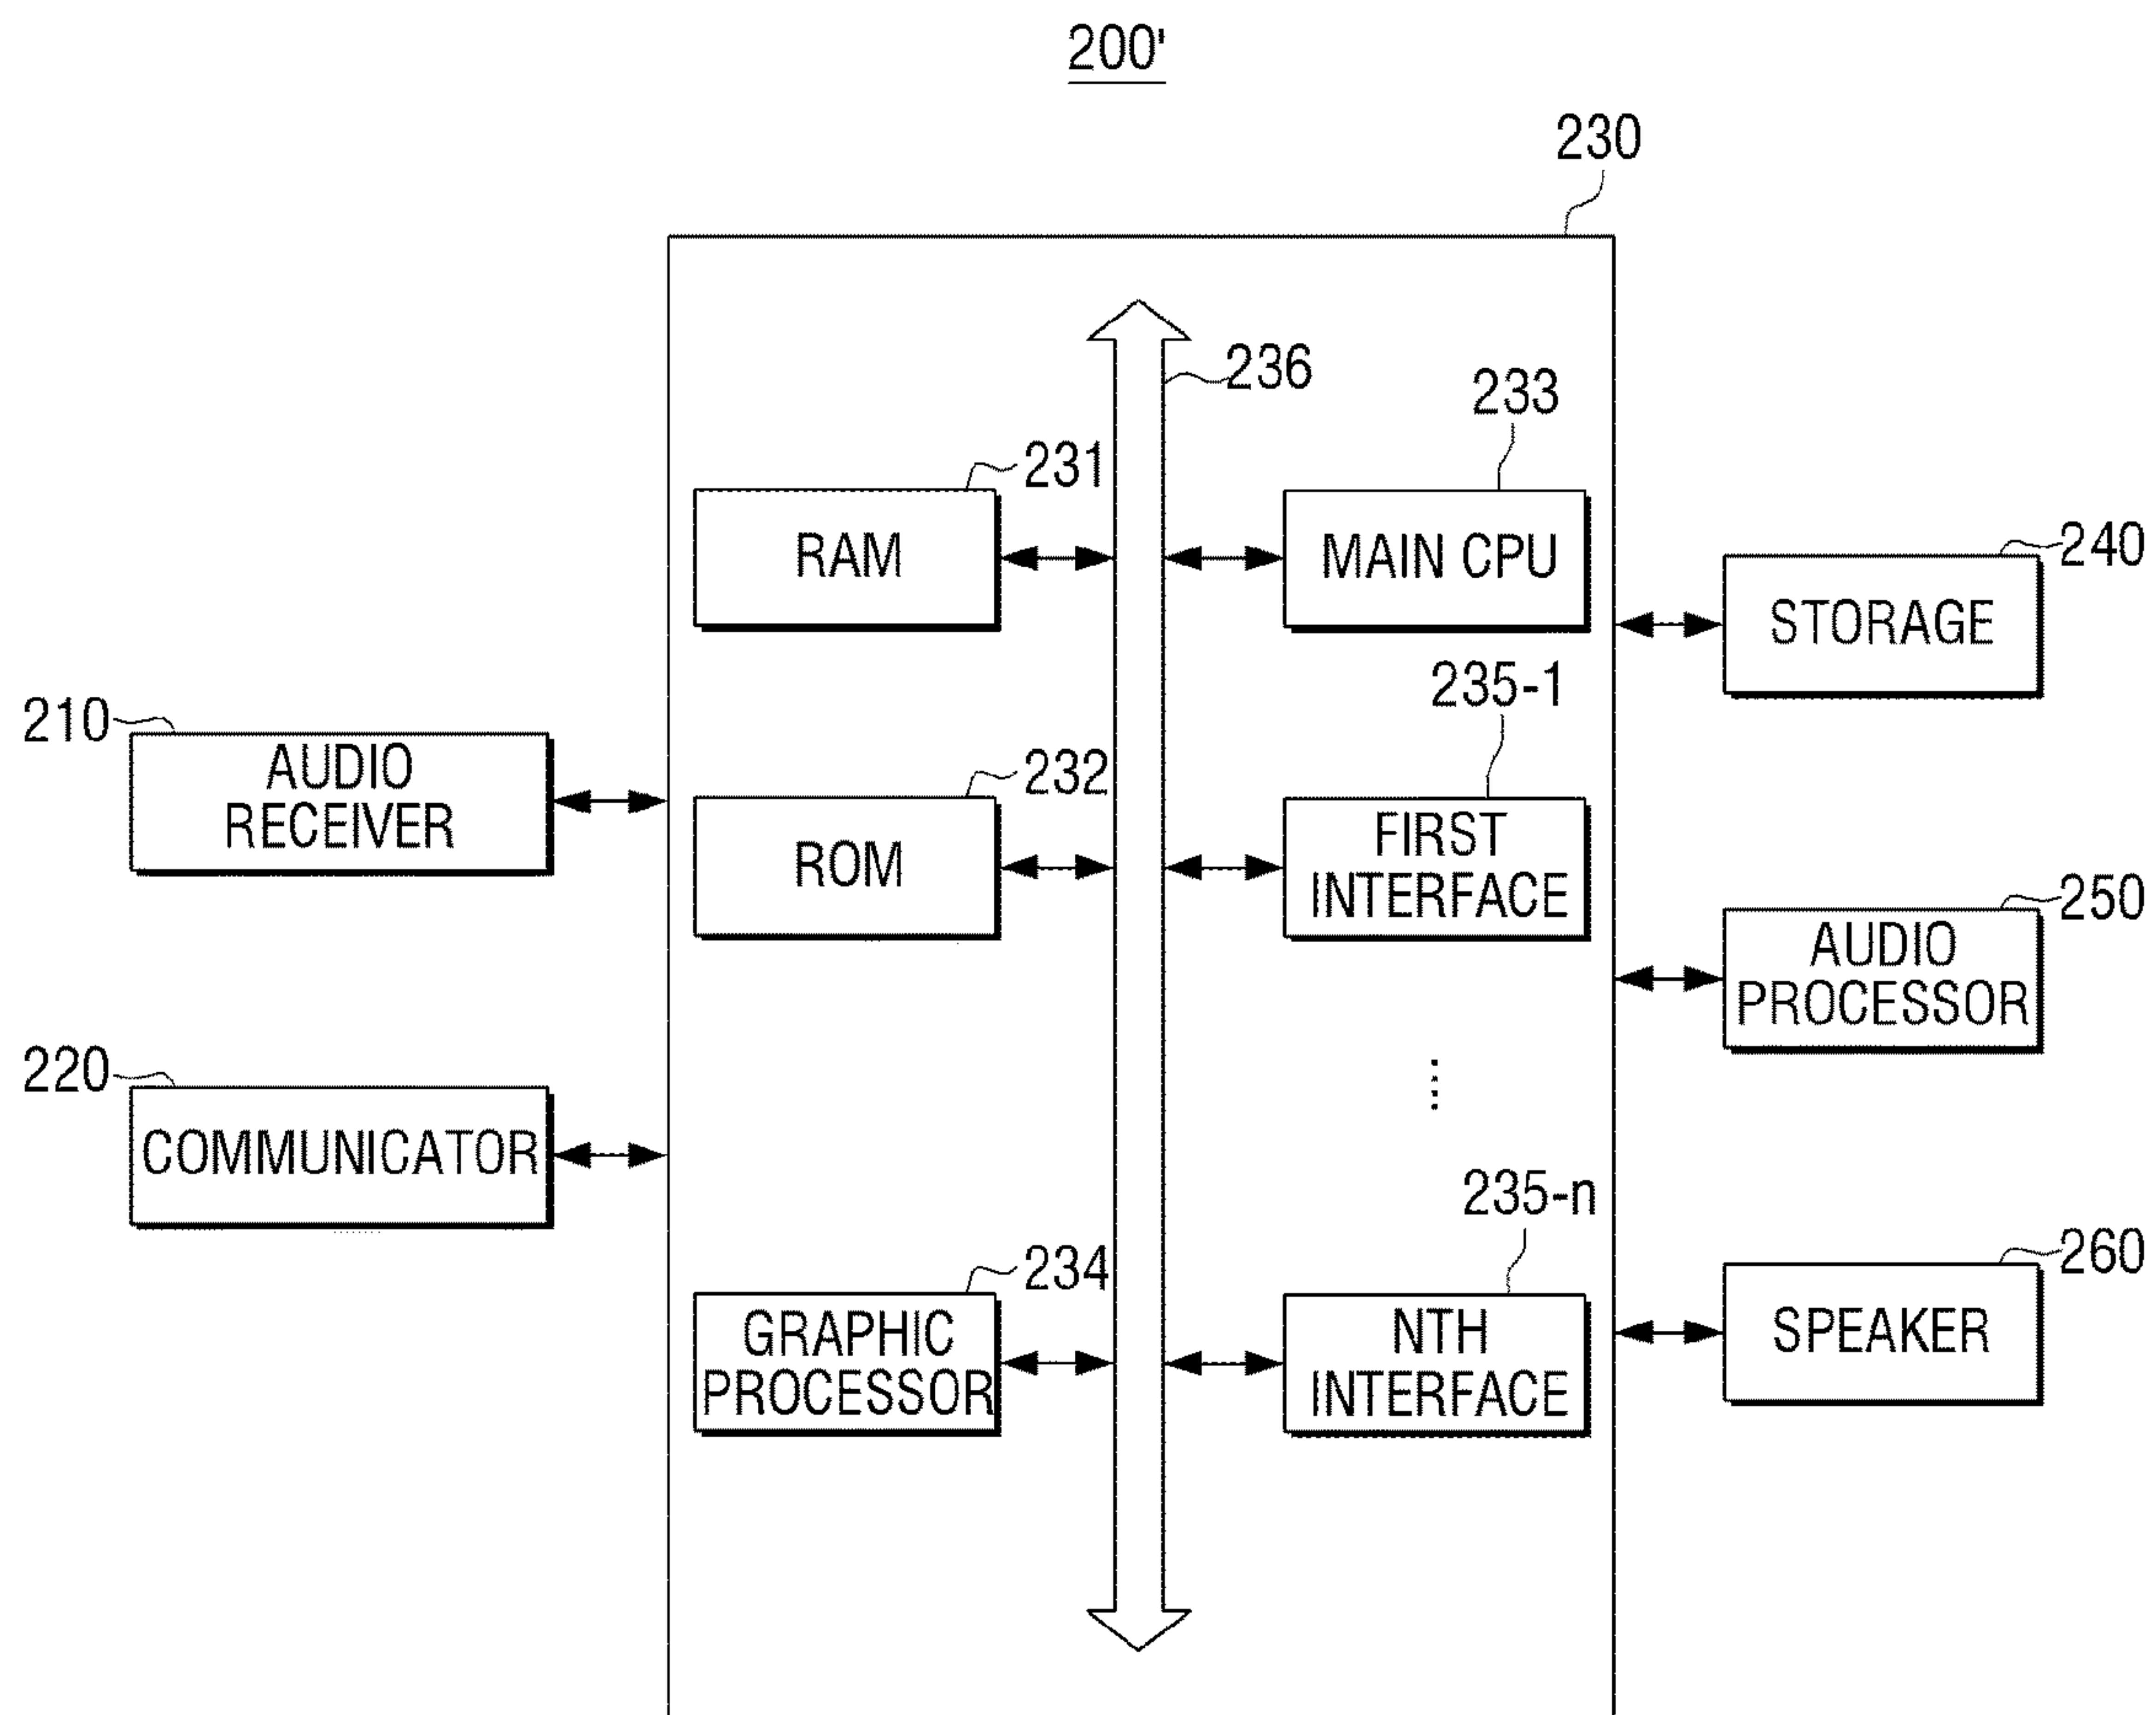 200'
230
236
233
231
RAM
MAIN CPU
240
STORAGE
235-1
210
AUDIO
RECEIVER
232
ROM
FIRST
INTERFACE
250
AUDIO
PROCESSOR
220
COMMUNICATOR
235-n
234
GRAPHIC
PROCESSOR
NTH
INTERFACE
260
SPEAKER